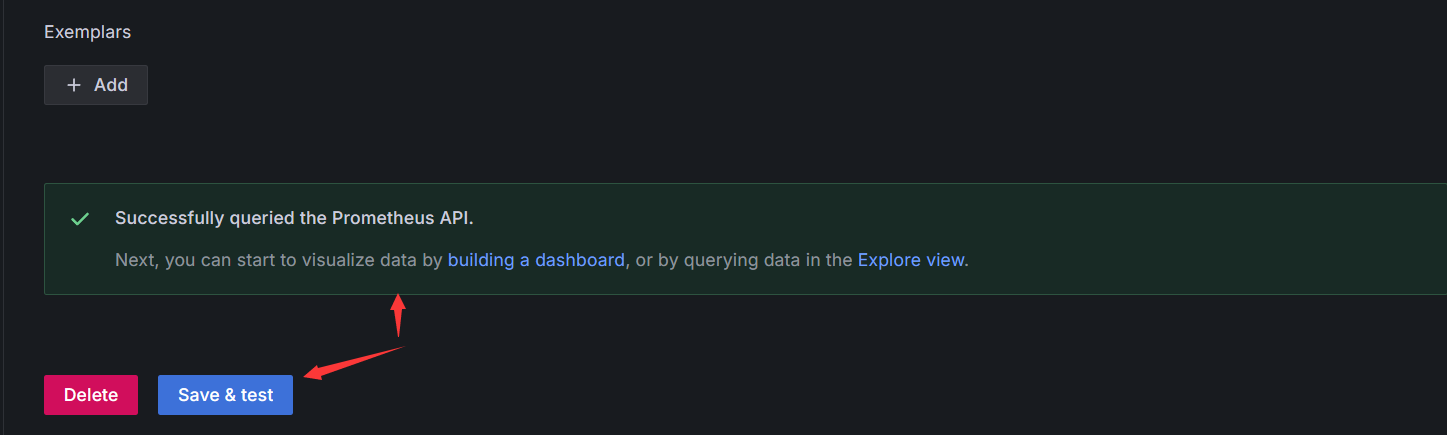 Exemplars
+ Add
Successfully queried the Prometheus API.
Next, you can start to visualize data by building a dashboard, or by querying data in the Explore view.
Delete
Save & test